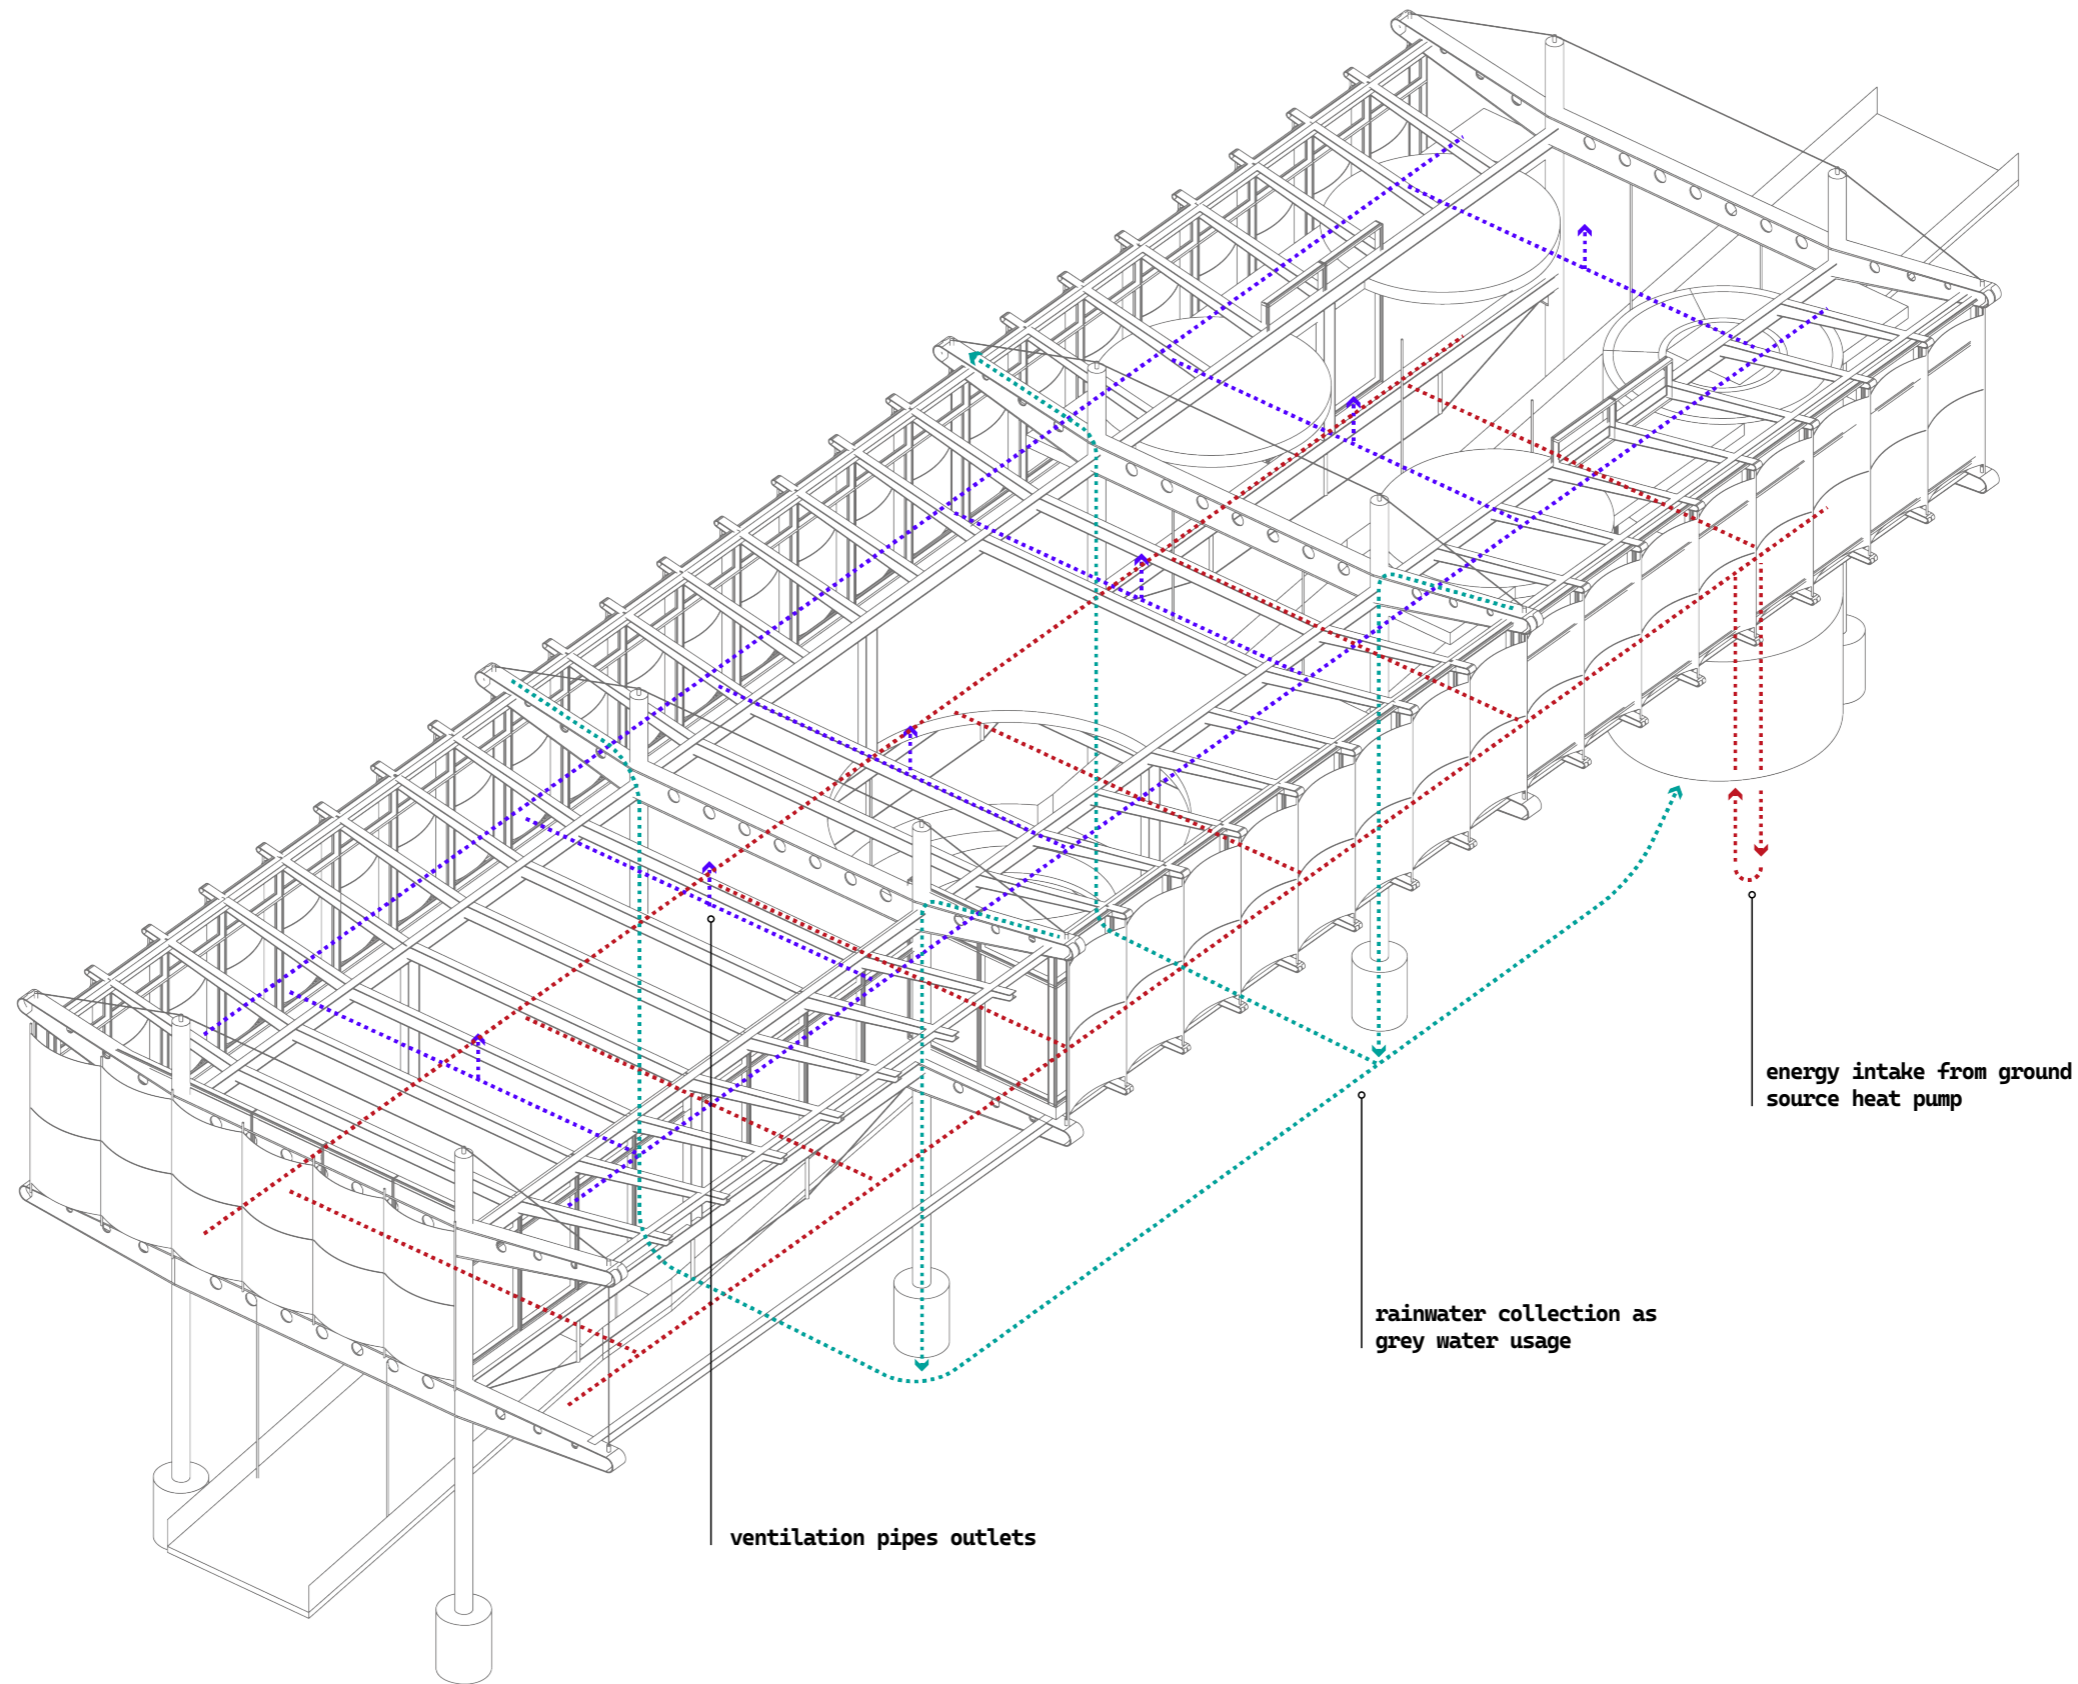 energy intake from ground
source heat pump
rainwater collection as
grey water usage
ventilation pipes outlets